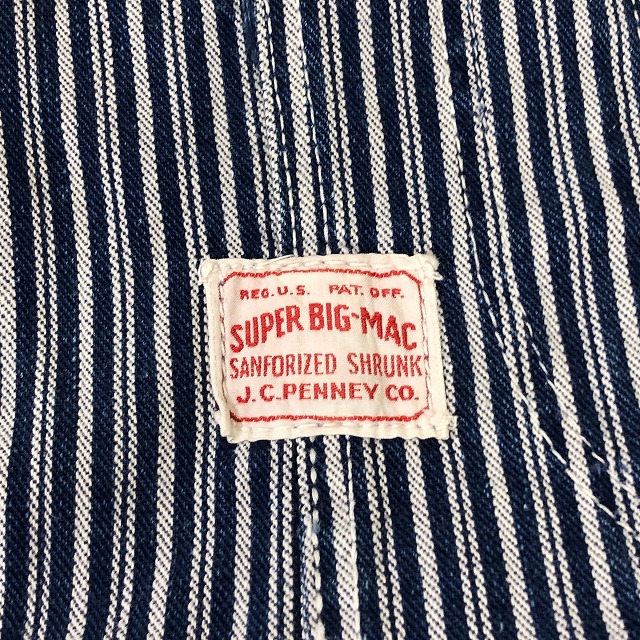 REG. U.S. PAT. OFF.
SUPER BIG-MAC
SANFORIZED SHRUNK
J. C. PENNEY CO.